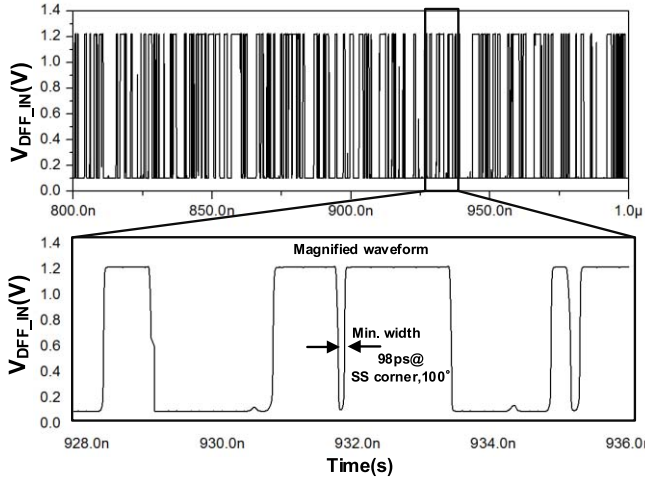 1.4
1.2
1.0
0.8
0.6
0.4
0.2
0.0
V_DFF_IN(V)
800.0n 850.0n 900.0n 950.0n 1.0µ
Magnified waveform
1.4
1.2
1.0
0.8
0.6
0.4
0.2
0.0
V_DFF_IN(V)
Min. width
98ps@
SS corner,100°
928.0n 930.0n 932.0n 934.0n 936.0n
Time(s)